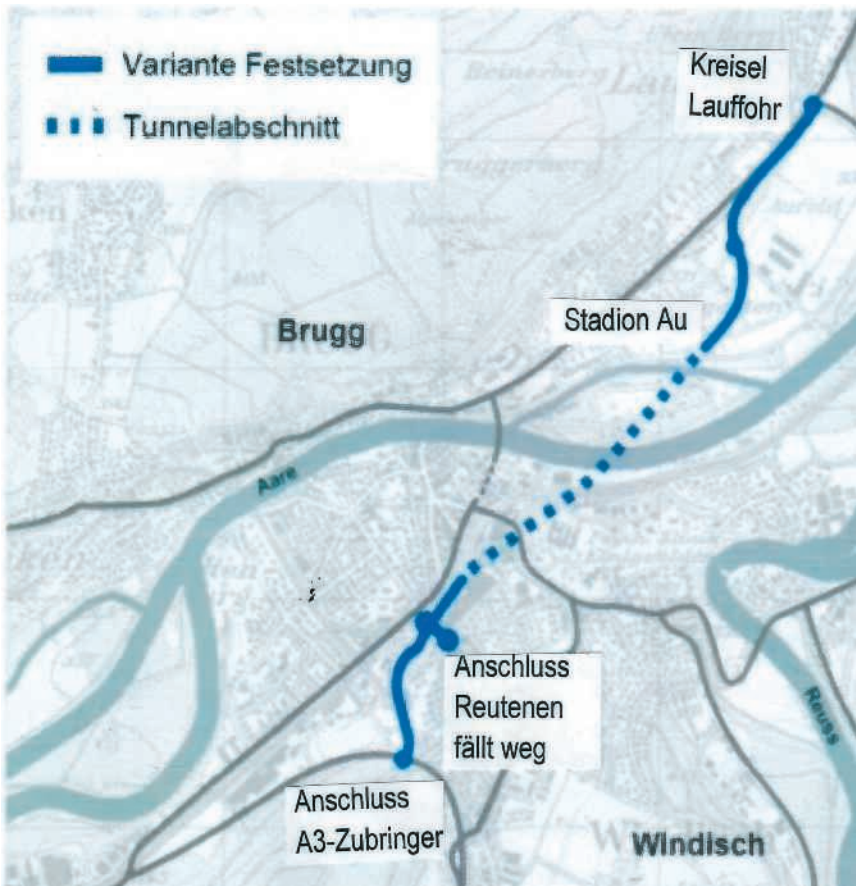 Variante Festsetzung
Tunnelabschnitt
Kreisel
Lauffohr
Stadion Au
Brugg
Aare
Anschluss
Reutenen
fällt weg
Reuss
Anschluss
A3-Zubringer
Windisch